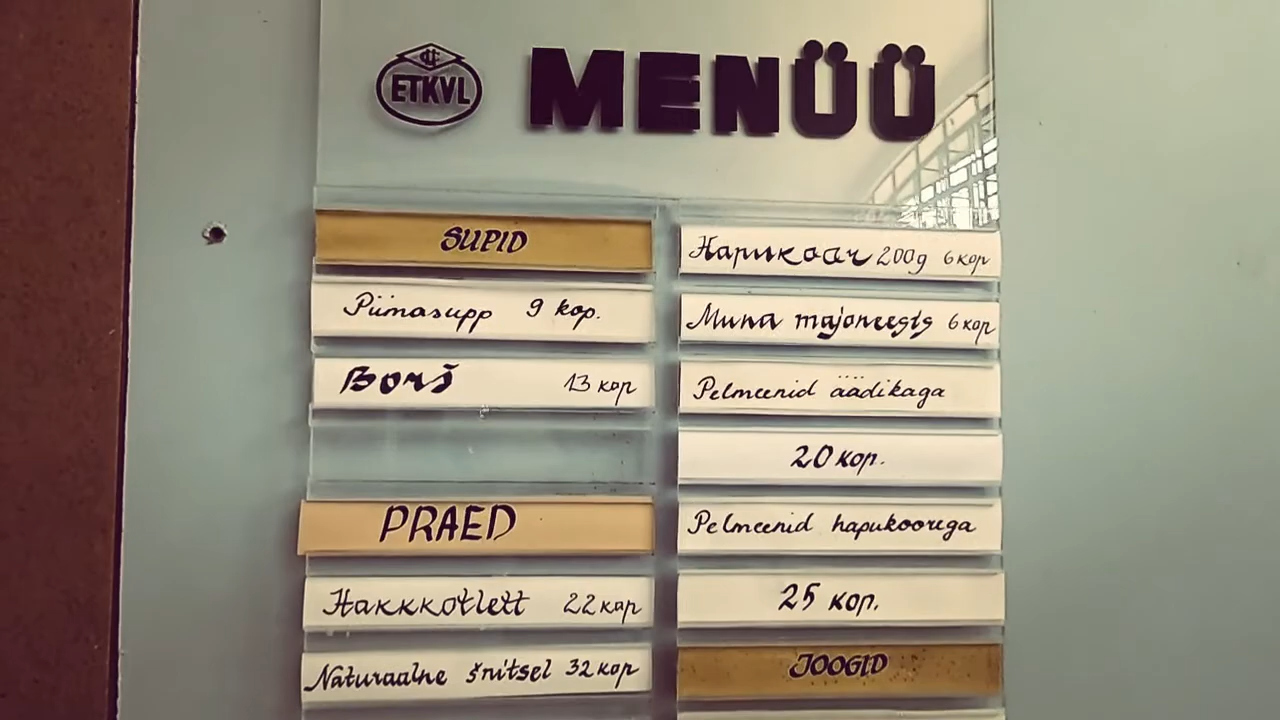 ETKVL
MENÜÜ
SUPID
Piimasupp 9 kop.
Borš 13 kop
PRAED
Hakkkotlett 22 kop
Naturaalne šnitsel 32 kop
Hapukoor 200g 6 kop
Muna majoneesis 6 kop
Pelmeenid äädikaga
20 kop.
Pelmeenid hapukoorega
25 kop.
JOOGID